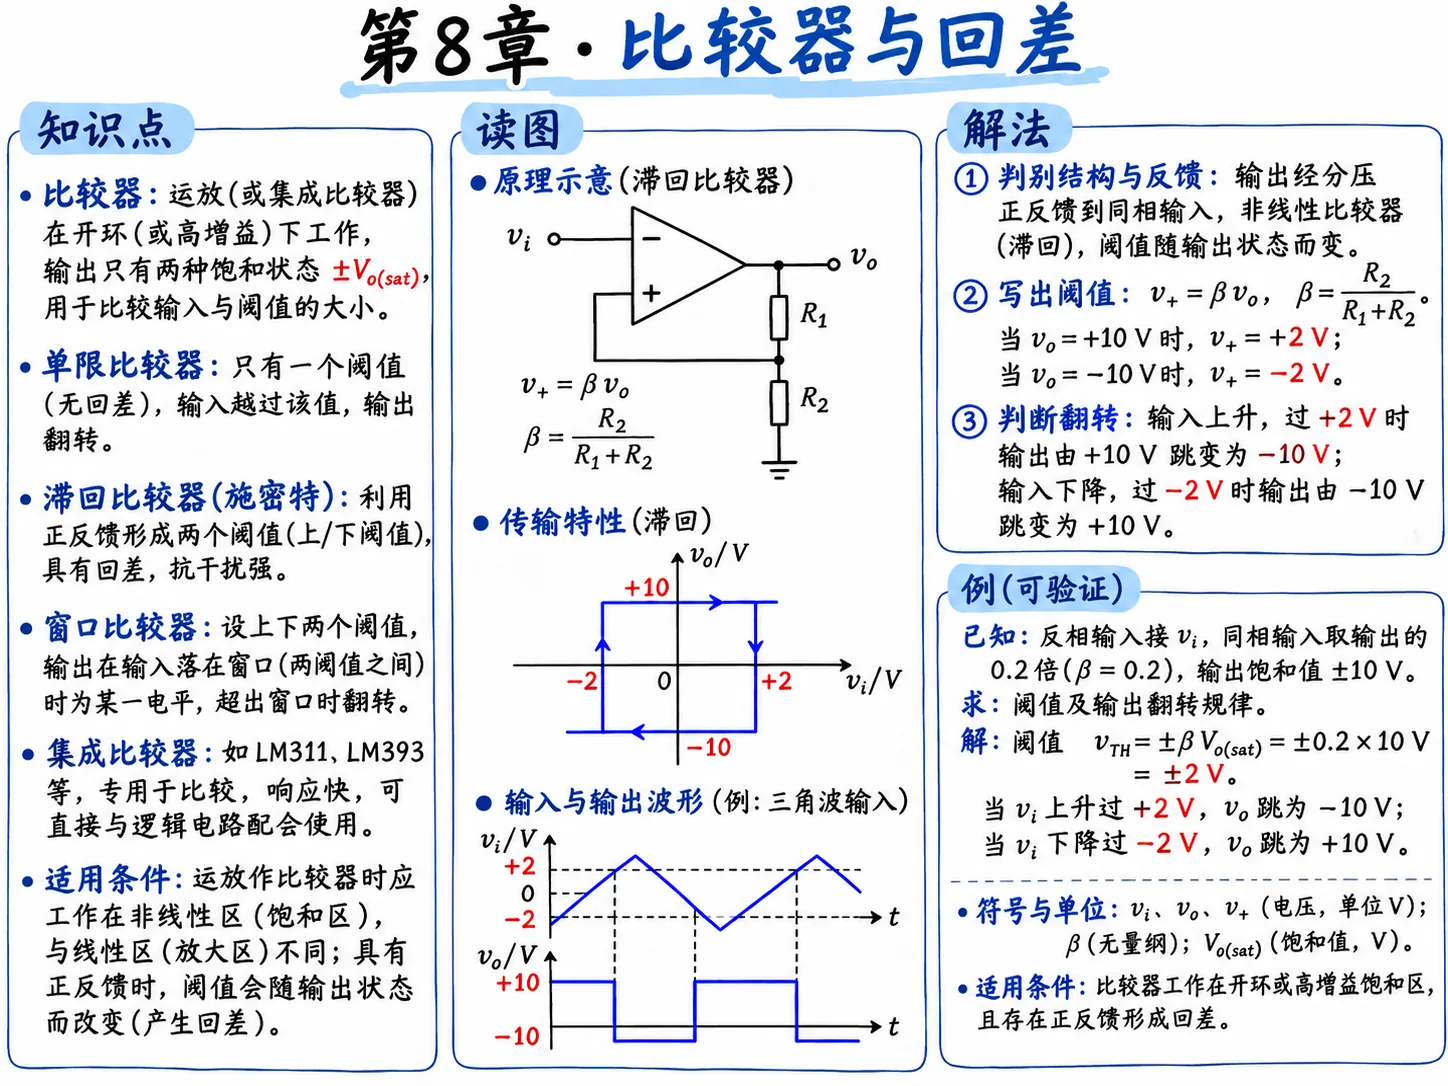 第8章·比较器与回差
知识点
• 比较器：运放(或集成比较器)
在开环(或高增益)下工作，
输出只有两种饱和状态 ±V_{o(sat)}，
用于比较输入与阈值的大小。
• 单限比较器：只有一个阈值
(无回差)，输入越过该值，输出
翻转。
• 滞回比较器(施密特)：利用
正反馈形成两个阈值(上/下阈值)，
具有回差，抗干扰强。
• 窗口比较器：设上下两个阈值，
输出在输入落在窗口(两阈值之间)
时为某一电平，超出窗口时翻转。
• 集成比较器：如 LM311、LM393
等，专用于比较，响应快，可
直接与逻辑电路配会使用。
• 适用条件：运放作比较器时应
工作在非线性区(饱和区)，
与线性区(放大区)不同；具有
正反馈时，阈值会随输出状态
而改变(产生回差)。
读图
• 原理示意(滞回比较器)
v_i
−
+
v_o
R_1
R_2
v_+ = β v_o
β = R_2/(R_1+R_2)
• 传输特性(滞回)
v_o/V
+10
−2
0
+2
v_i/V
−10
• 输入与输出波形(例：三角波输入)
v_i/V
+2
0
−2
t
v_o/V
+10
−10
t
解法
① 判别结构与反馈：输出经分压
正反馈到同相输入，非线性比较器
(滞回)，阈值随输出状态而变。
② 写出阈值：v_+ = β v_o， β = R_2/(R_1+R_2)。
当 v_o = +10 V 时，v_+ = +2 V；
当 v_o = −10 V时，v_+ = −2 V。
③ 判断翻转：输入上升，过 +2 V 时
输出由 +10 V 跳变为 −10 V；
输入下降，过 −2 V 时输出由 −10 V
跳变为 +10 V。
例(可验证)
已知：反相输入接 v_i，同相输入取输出的
0.2倍(β = 0.2)，输出饱和值 ±10 V。
求：阈值及输出翻转规律。
解：阈值 v_{TH} = ±β V_{o(sat)} = ±0.2 × 10 V
= ±2 V。
当 v_i 上升过 +2 V，v_o 跳为 −10 V；
当 v_i 下降过 −2 V，v_o 跳为 +10 V。
• 符号与单位：v_i、v_o、v_+ (电压，单位 V)；
β (无量纲)；V_{o(sat)} (饱和值，V)。
• 适用条件：比较器工作在开环或高增益饱和区，
且存在正反馈形成回差。